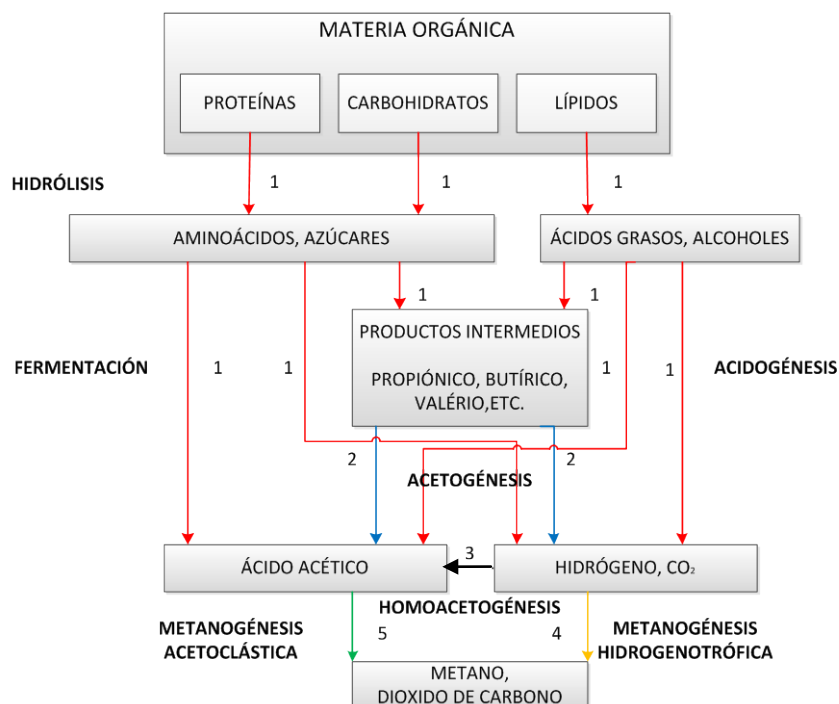 MATERIA ORGÁNICA
PROTEÍNAS
CARBOHIDRATOS
LÍPIDOS
HIDRÓLISIS
1
1
1
AMINOÁCIDOS, AZÚCARES
ÁCIDOS GRASOS, ALCOHOLES
1
1
PRODUCTOS INTERMEDIOS
PROPIÓNICO, BUTÍRICO,
VALÉRIO,ETC.
FERMENTACIÓN
1
1
1
1
ACIDOGÉNESIS
2
2
ACETOGÉNESIS
ÁCIDO ACÉTICO
3
HIDRÓGENO, CO₂
HOMOACETOGÉNESIS
METANOGÉNESIS
ACETOCLÁSTICA
5
4
METANOGÉNESIS
HIDROGENOTRÓFICA
METANO,
DIOXIDO DE CARBONO